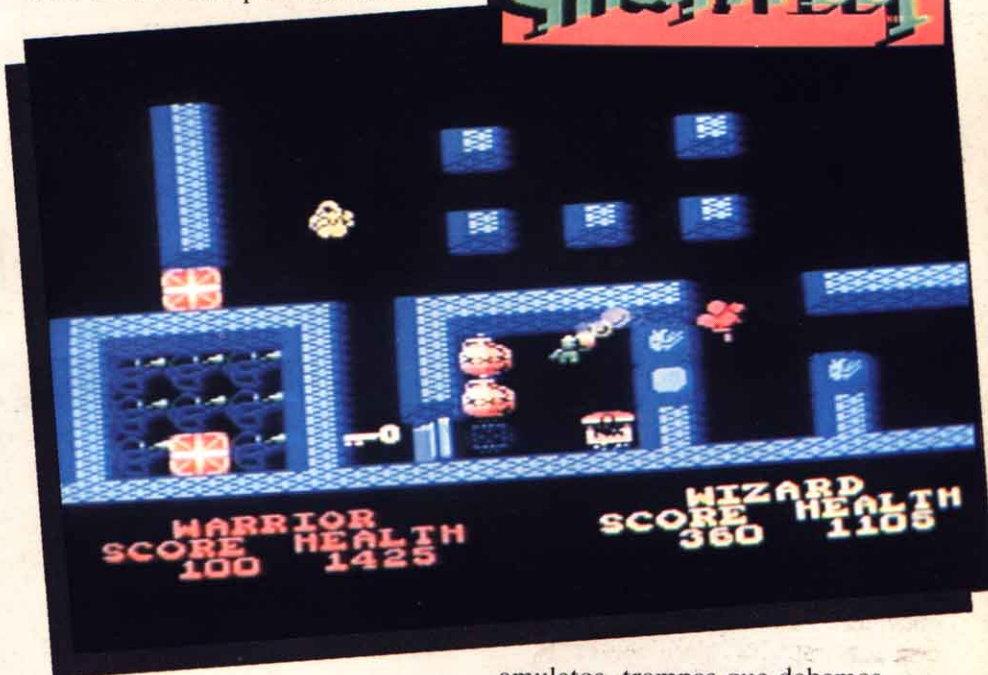 WARRIOR
SCORE HEALTH
100 1425
WIZARD
SCORE HEALTH
360 1105
amuletos, trampas que debemos